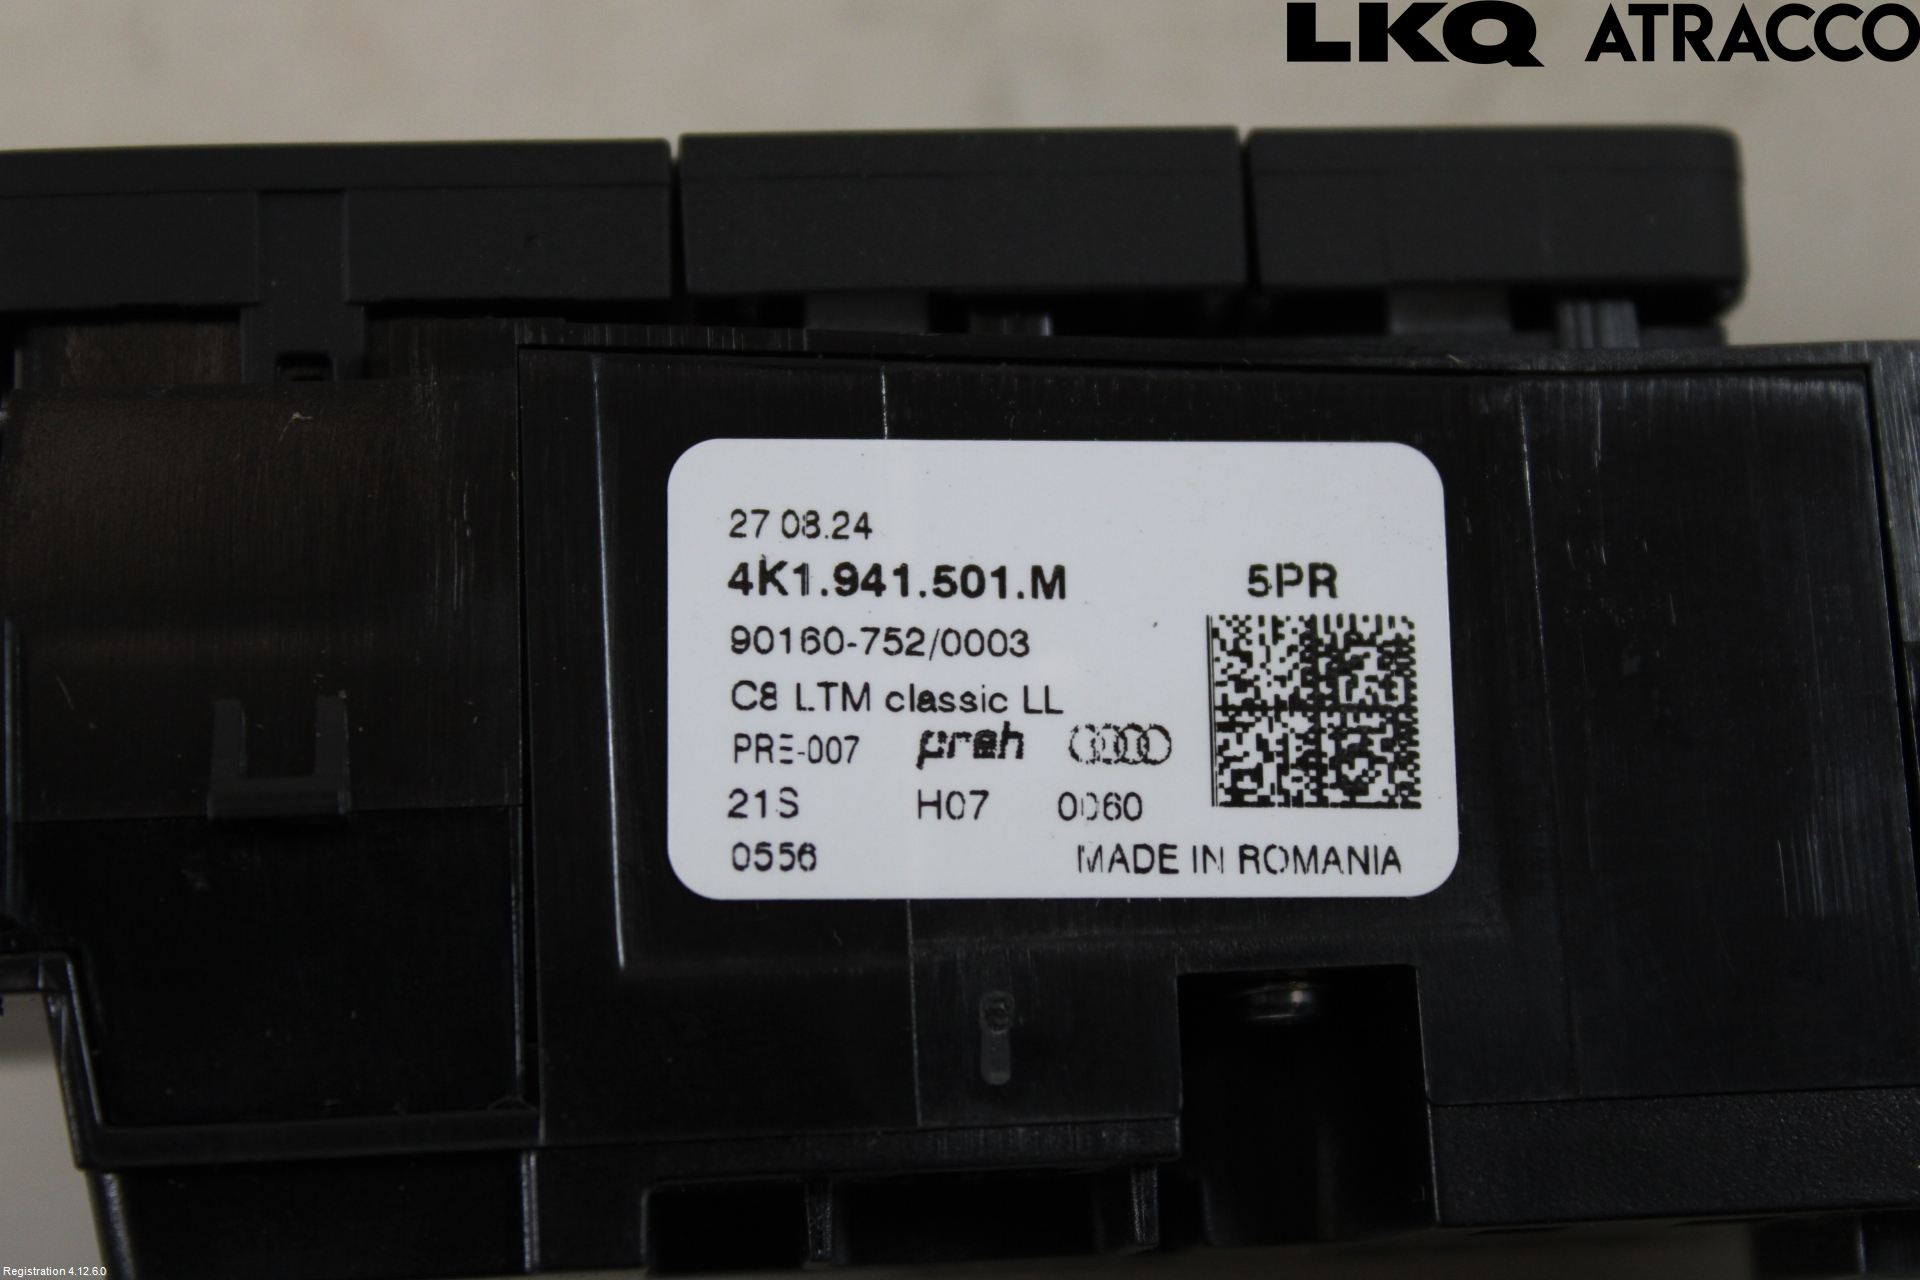 LKQ ATRACCO
27 08.24
4K1.941.501.M 5PR
90160-752/0003
C8 LTM classic LL
PRE-007 preh
21S H07 0060
0556 MADE IN ROMANIA
Registration 4.12.6.0